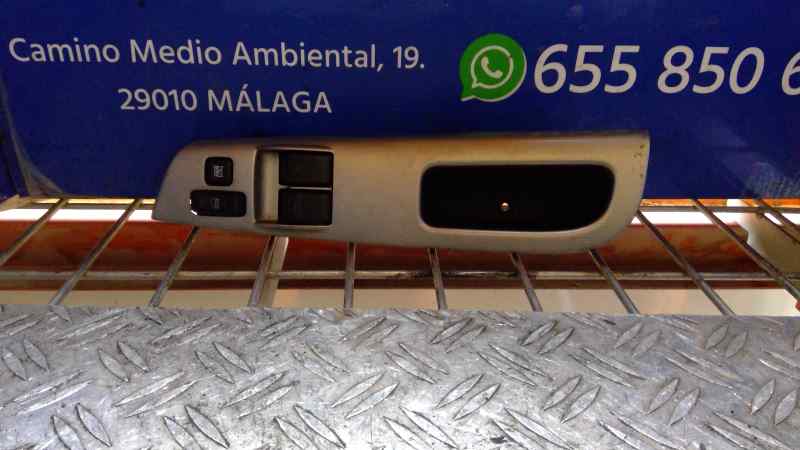 Camino Medio Ambiental, 19.
29010 MÁLAGA
655 850 6